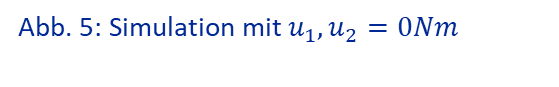 Abb. 5: Simulation mit u₁, u₂ = 0Nm